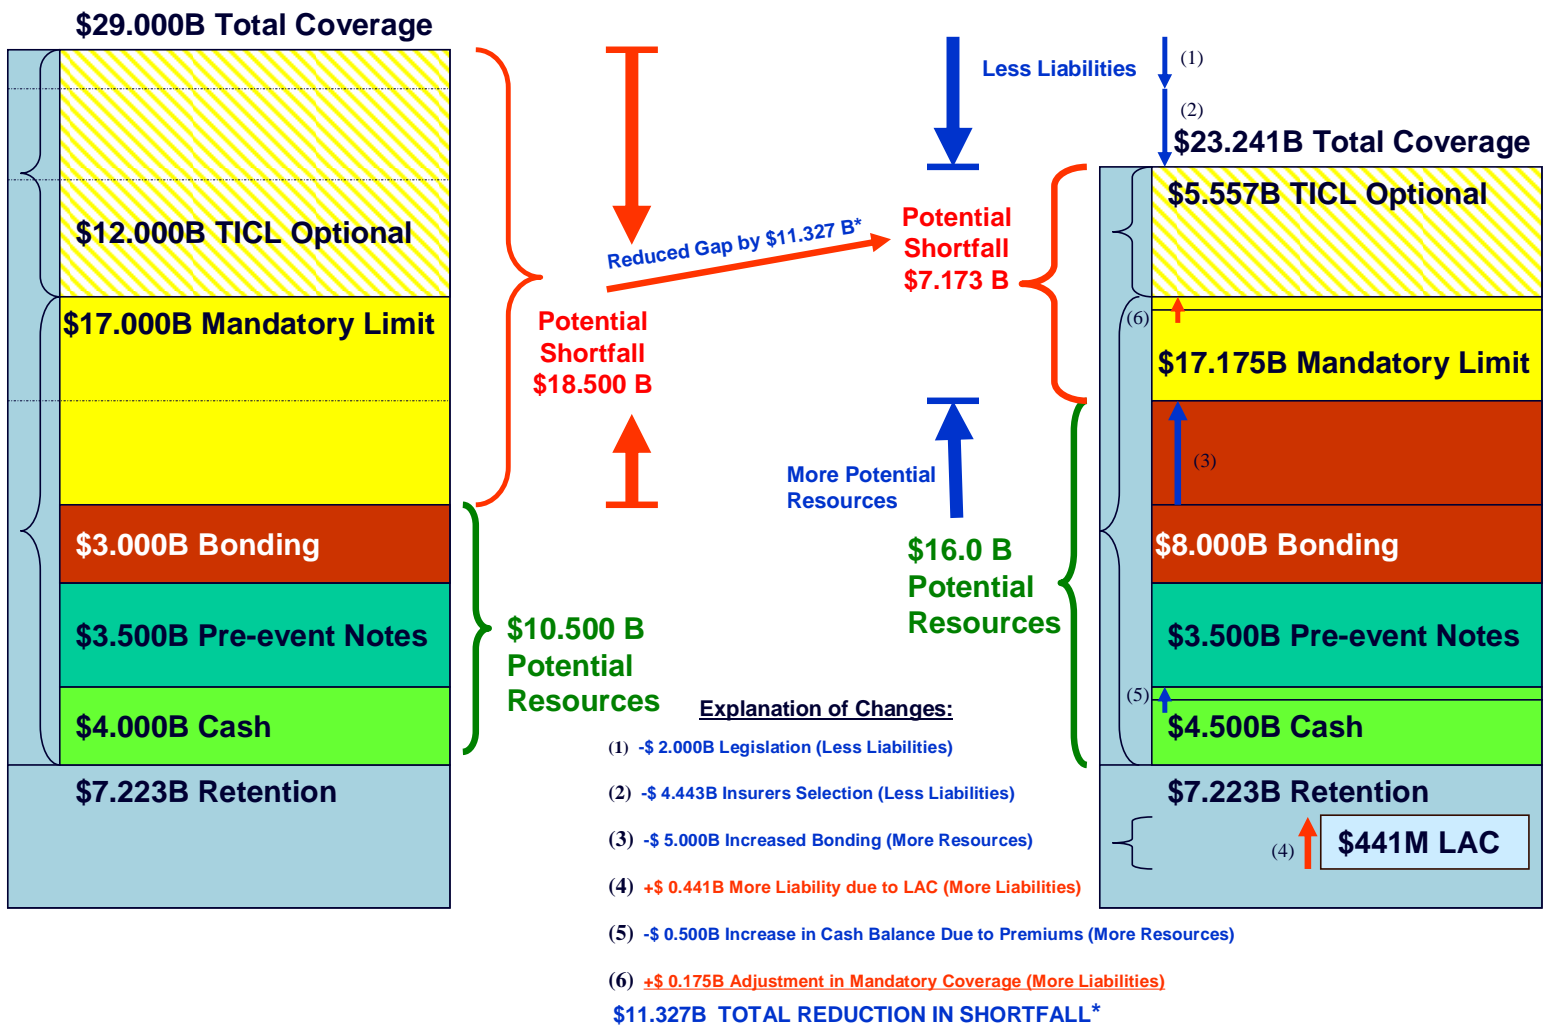 $29.000B Total Coverage
$12.000B TICL Optional
$17.000B Mandatory Limit
$3.000B Bonding
$3.500B Pre-event Notes
$4.000B Cash
$7.223B Retention
Potential
Shortfall
$18.500 B
$10.500 B
Potential
Resources
Reduced Gap by $11.327 B*
Less Liabilities
Potential
Shortfall
$7.173 B
More Potential
Resources
$16.0 B
Potential
Resources
(1)
(2)
$23.241B Total Coverage
$5.557B TICL Optional
(6)
$17.175B Mandatory Limit
(3)
$8.000B Bonding
$3.500B Pre-event Notes
(5)
$4.500B Cash
$7.223B Retention
(4)
$441M LAC
Explanation of Changes:
(1) -$ 2.000B Legislation (Less Liabilities)
(2) -$ 4.443B Insurers Selection (Less Liabilities)
(3) -$ 5.000B Increased Bonding (More Resources)
(4) +$ 0.441B More Liability due to LAC (More Liabilities)
(5) -$ 0.500B Increase in Cash Balance Due to Premiums (More Resources)
(6) +$ 0.175B Adjustment in Mandatory Coverage (More Liabilities)
$11.327B TOTAL REDUCTION IN SHORTFALL*